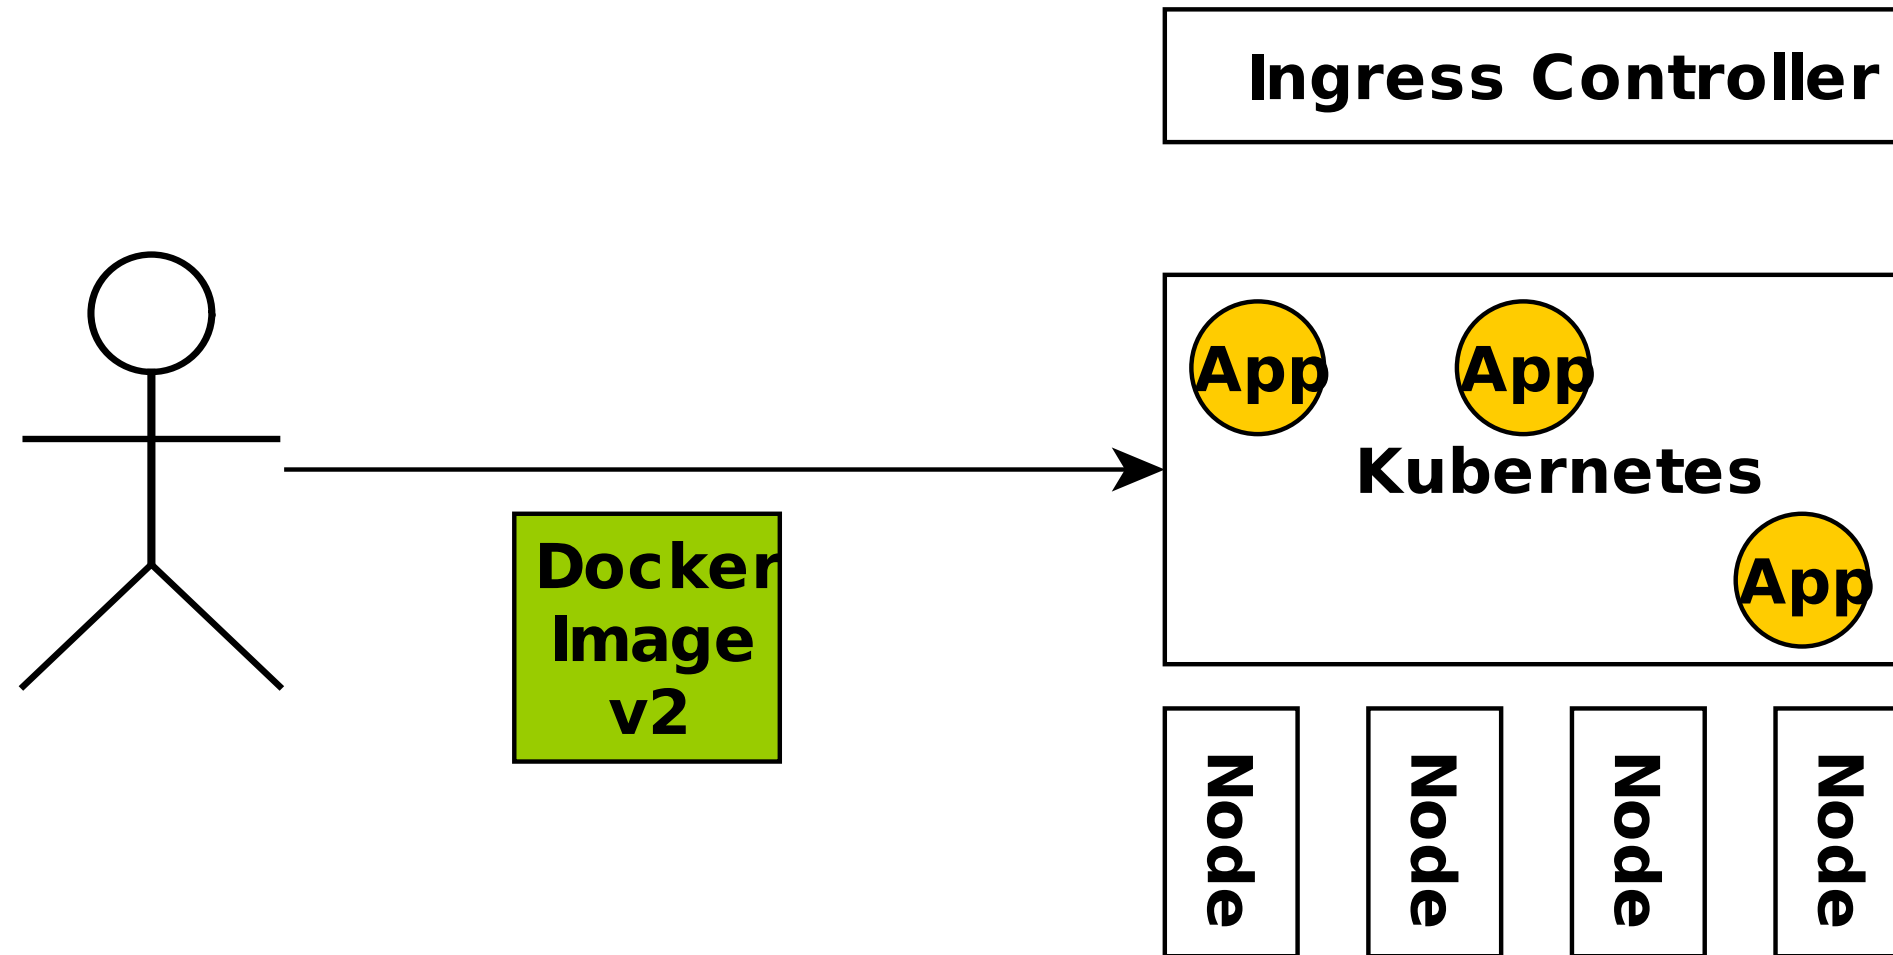 Ingress Controller
App
App
Kubernetes
App
Docker
Image
v2
Node
Node
Node
Node